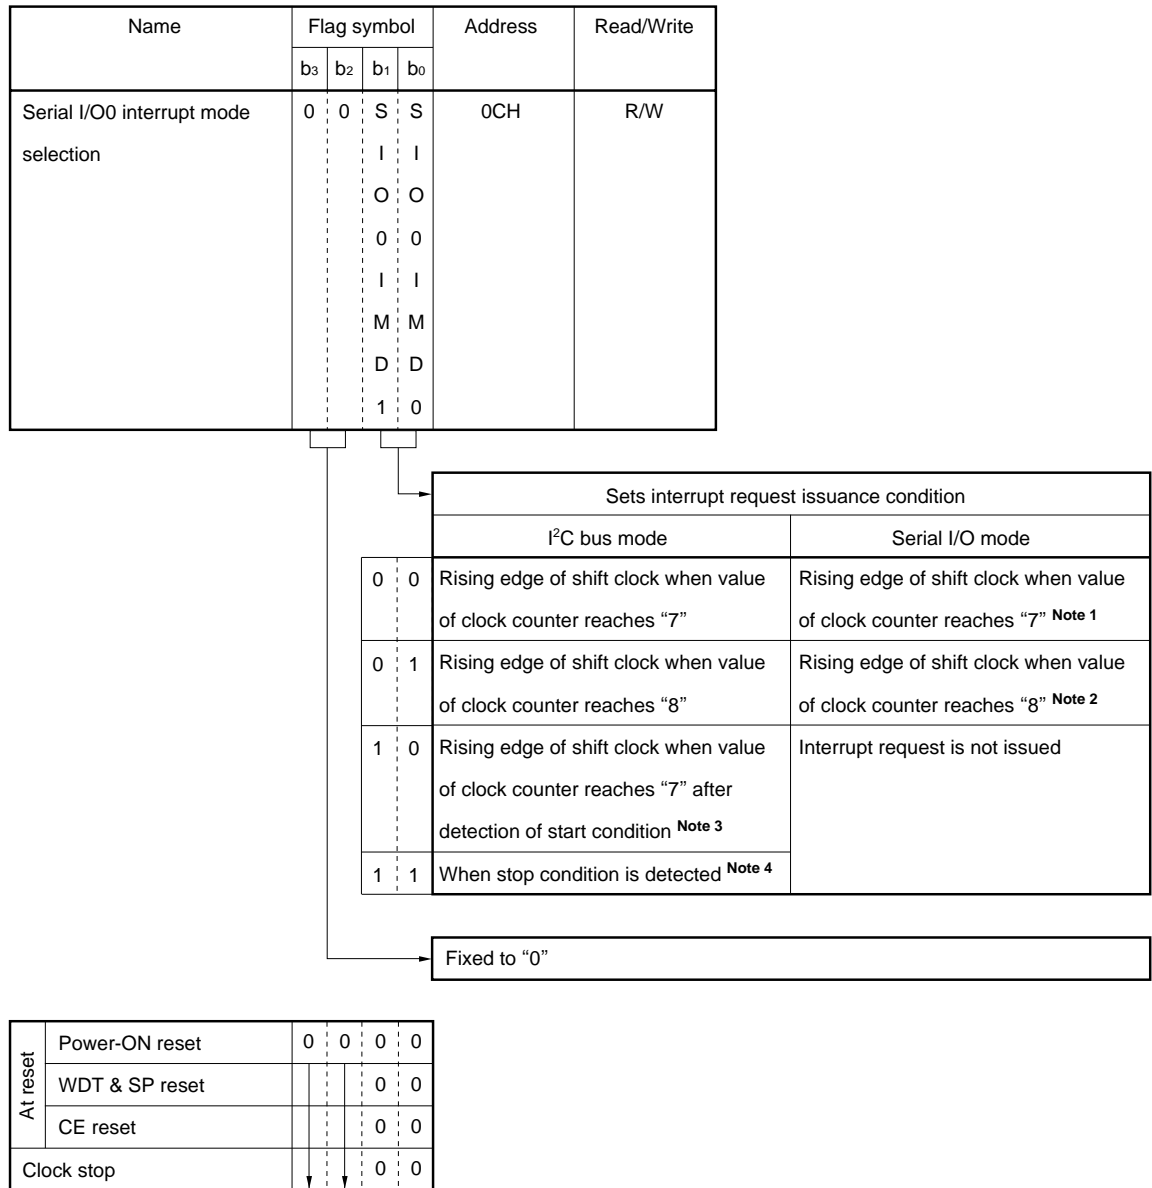 Name Flag symbol Address Read/Write
b3 b2 b1 b0
Serial I/O0 interrupt mode 0 0 S S 0CH R/W
selection I I
O O
0 0
I I
M M
D D
1 0
Sets interrupt request issuance condition
I2C bus mode Serial I/O mode
0 0 Rising edge of shift clock when value Rising edge of shift clock when value
of clock counter reaches “7” of clock counter reaches “7” Note 1
0 1 Rising edge of shift clock when value Rising edge of shift clock when value
of clock counter reaches “8” of clock counter reaches “8” Note 2
1 0 Rising edge of shift clock when value Interrupt request is not issued
of clock counter reaches “7” after
detection of start condition Note 3
1 1 When stop condition is detected Note 4
Fixed to “0”
At reset
Power-ON reset 0 0 0 0
WDT & SP reset 0 0
CE reset 0 0
Clock stop 0 0